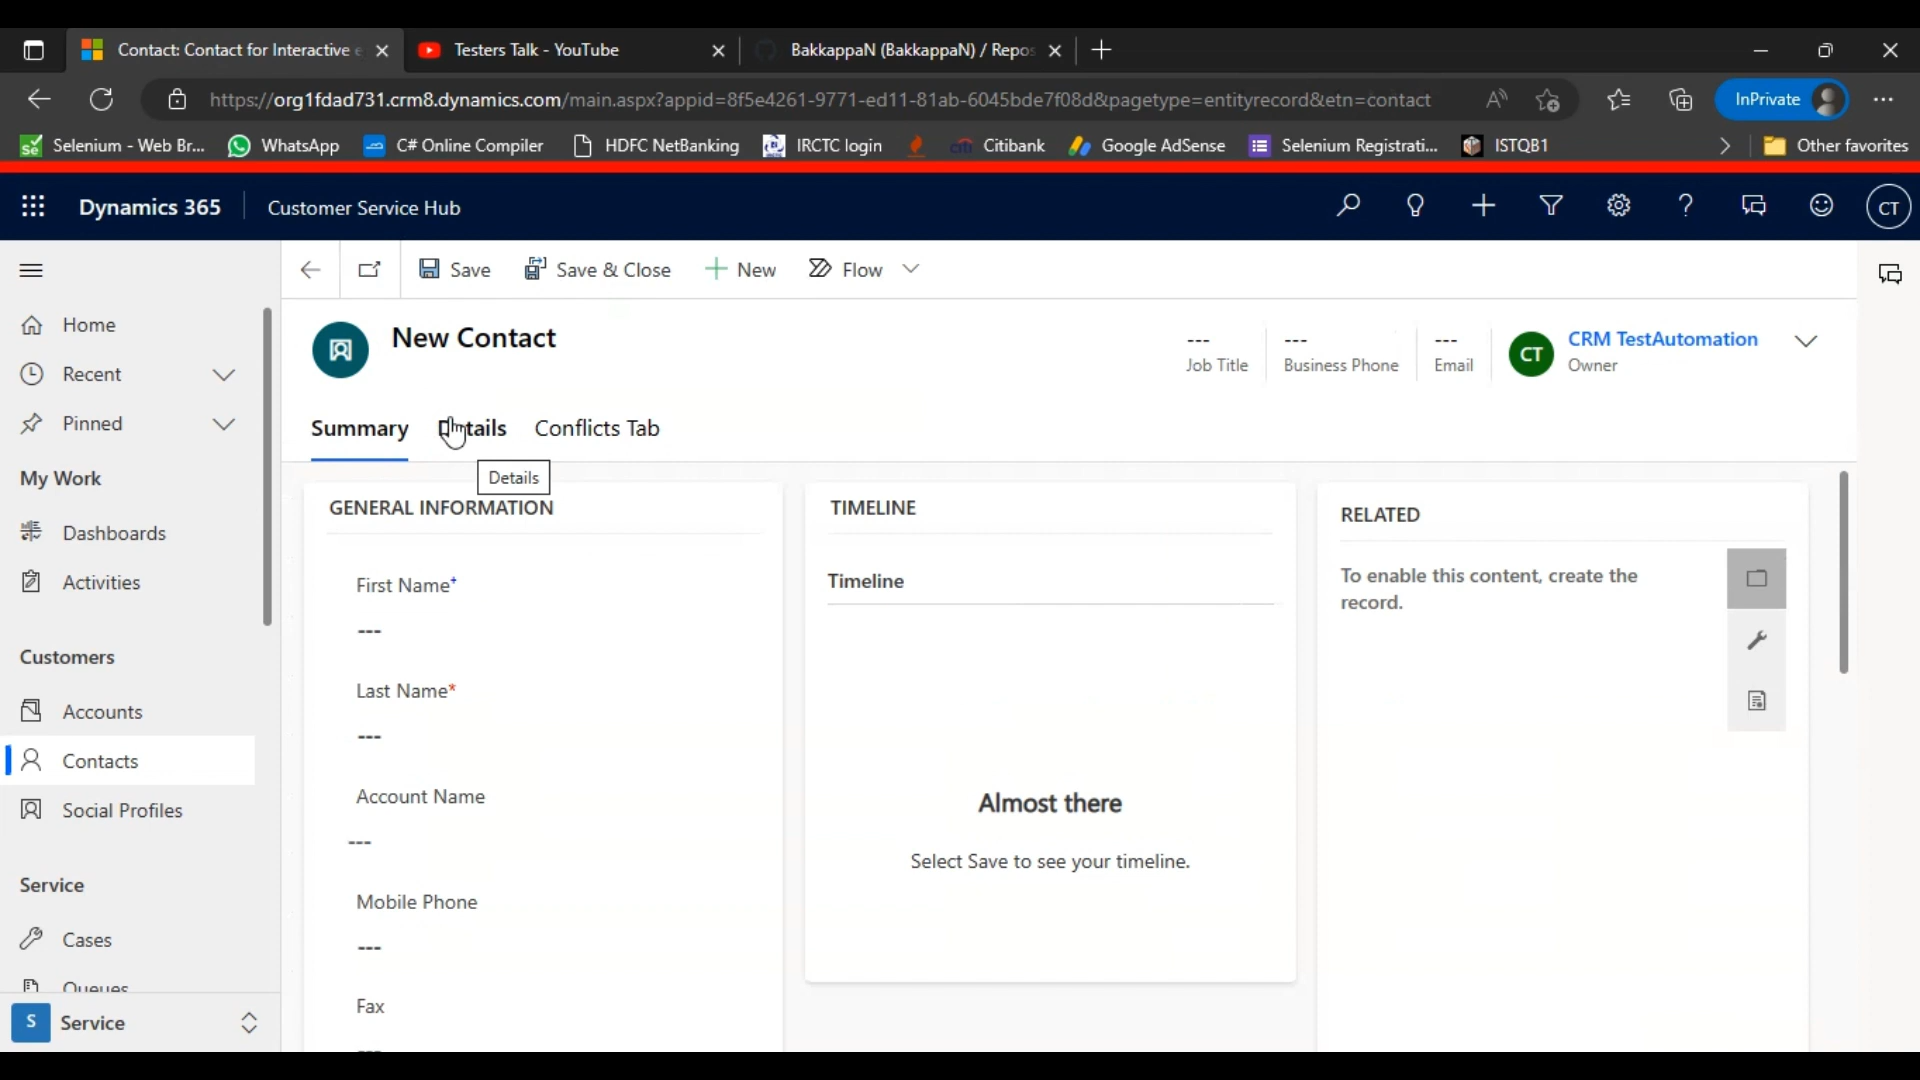 Contact: Contact for Interactive e
Testers Talk - YouTube
BakkappaN (BakkappaN) / Repos
https://org1fdad731.crm8.dynamics.com/main.aspx?appid=8f5e4261-9771-ed11-81ab-6045bde7f08d&pagetype=entityrecord&etn=contact
InPrivate
Selenium - Web Br...
WhatsApp
C# Online Compiler
HDFC NetBanking
IRCTC login
Citibank
Google AdSense
Selenium Registrati...
ISTQB1
Other favorites
Dynamics 365
Customer Service Hub
CT
Save
Save & Close
New
Flow
Home
Recent
Pinned
My Work
Dashboards
Activities
Customers
Accounts
Contacts
Social Profiles
Service
Cases
Queues
S
Service
New Contact
---
Job Title
---
Business Phone
---
Email
CT
CRM TestAutomation
Owner
Summary
Details
Conflicts Tab
Details
GENERAL INFORMATION
First Name+
---
Last Name*
---
Account Name
---
Mobile Phone
---
Fax
---
TIMELINE
Timeline
Almost there
Select Save to see your timeline.
RELATED
To enable this content, create the
record.